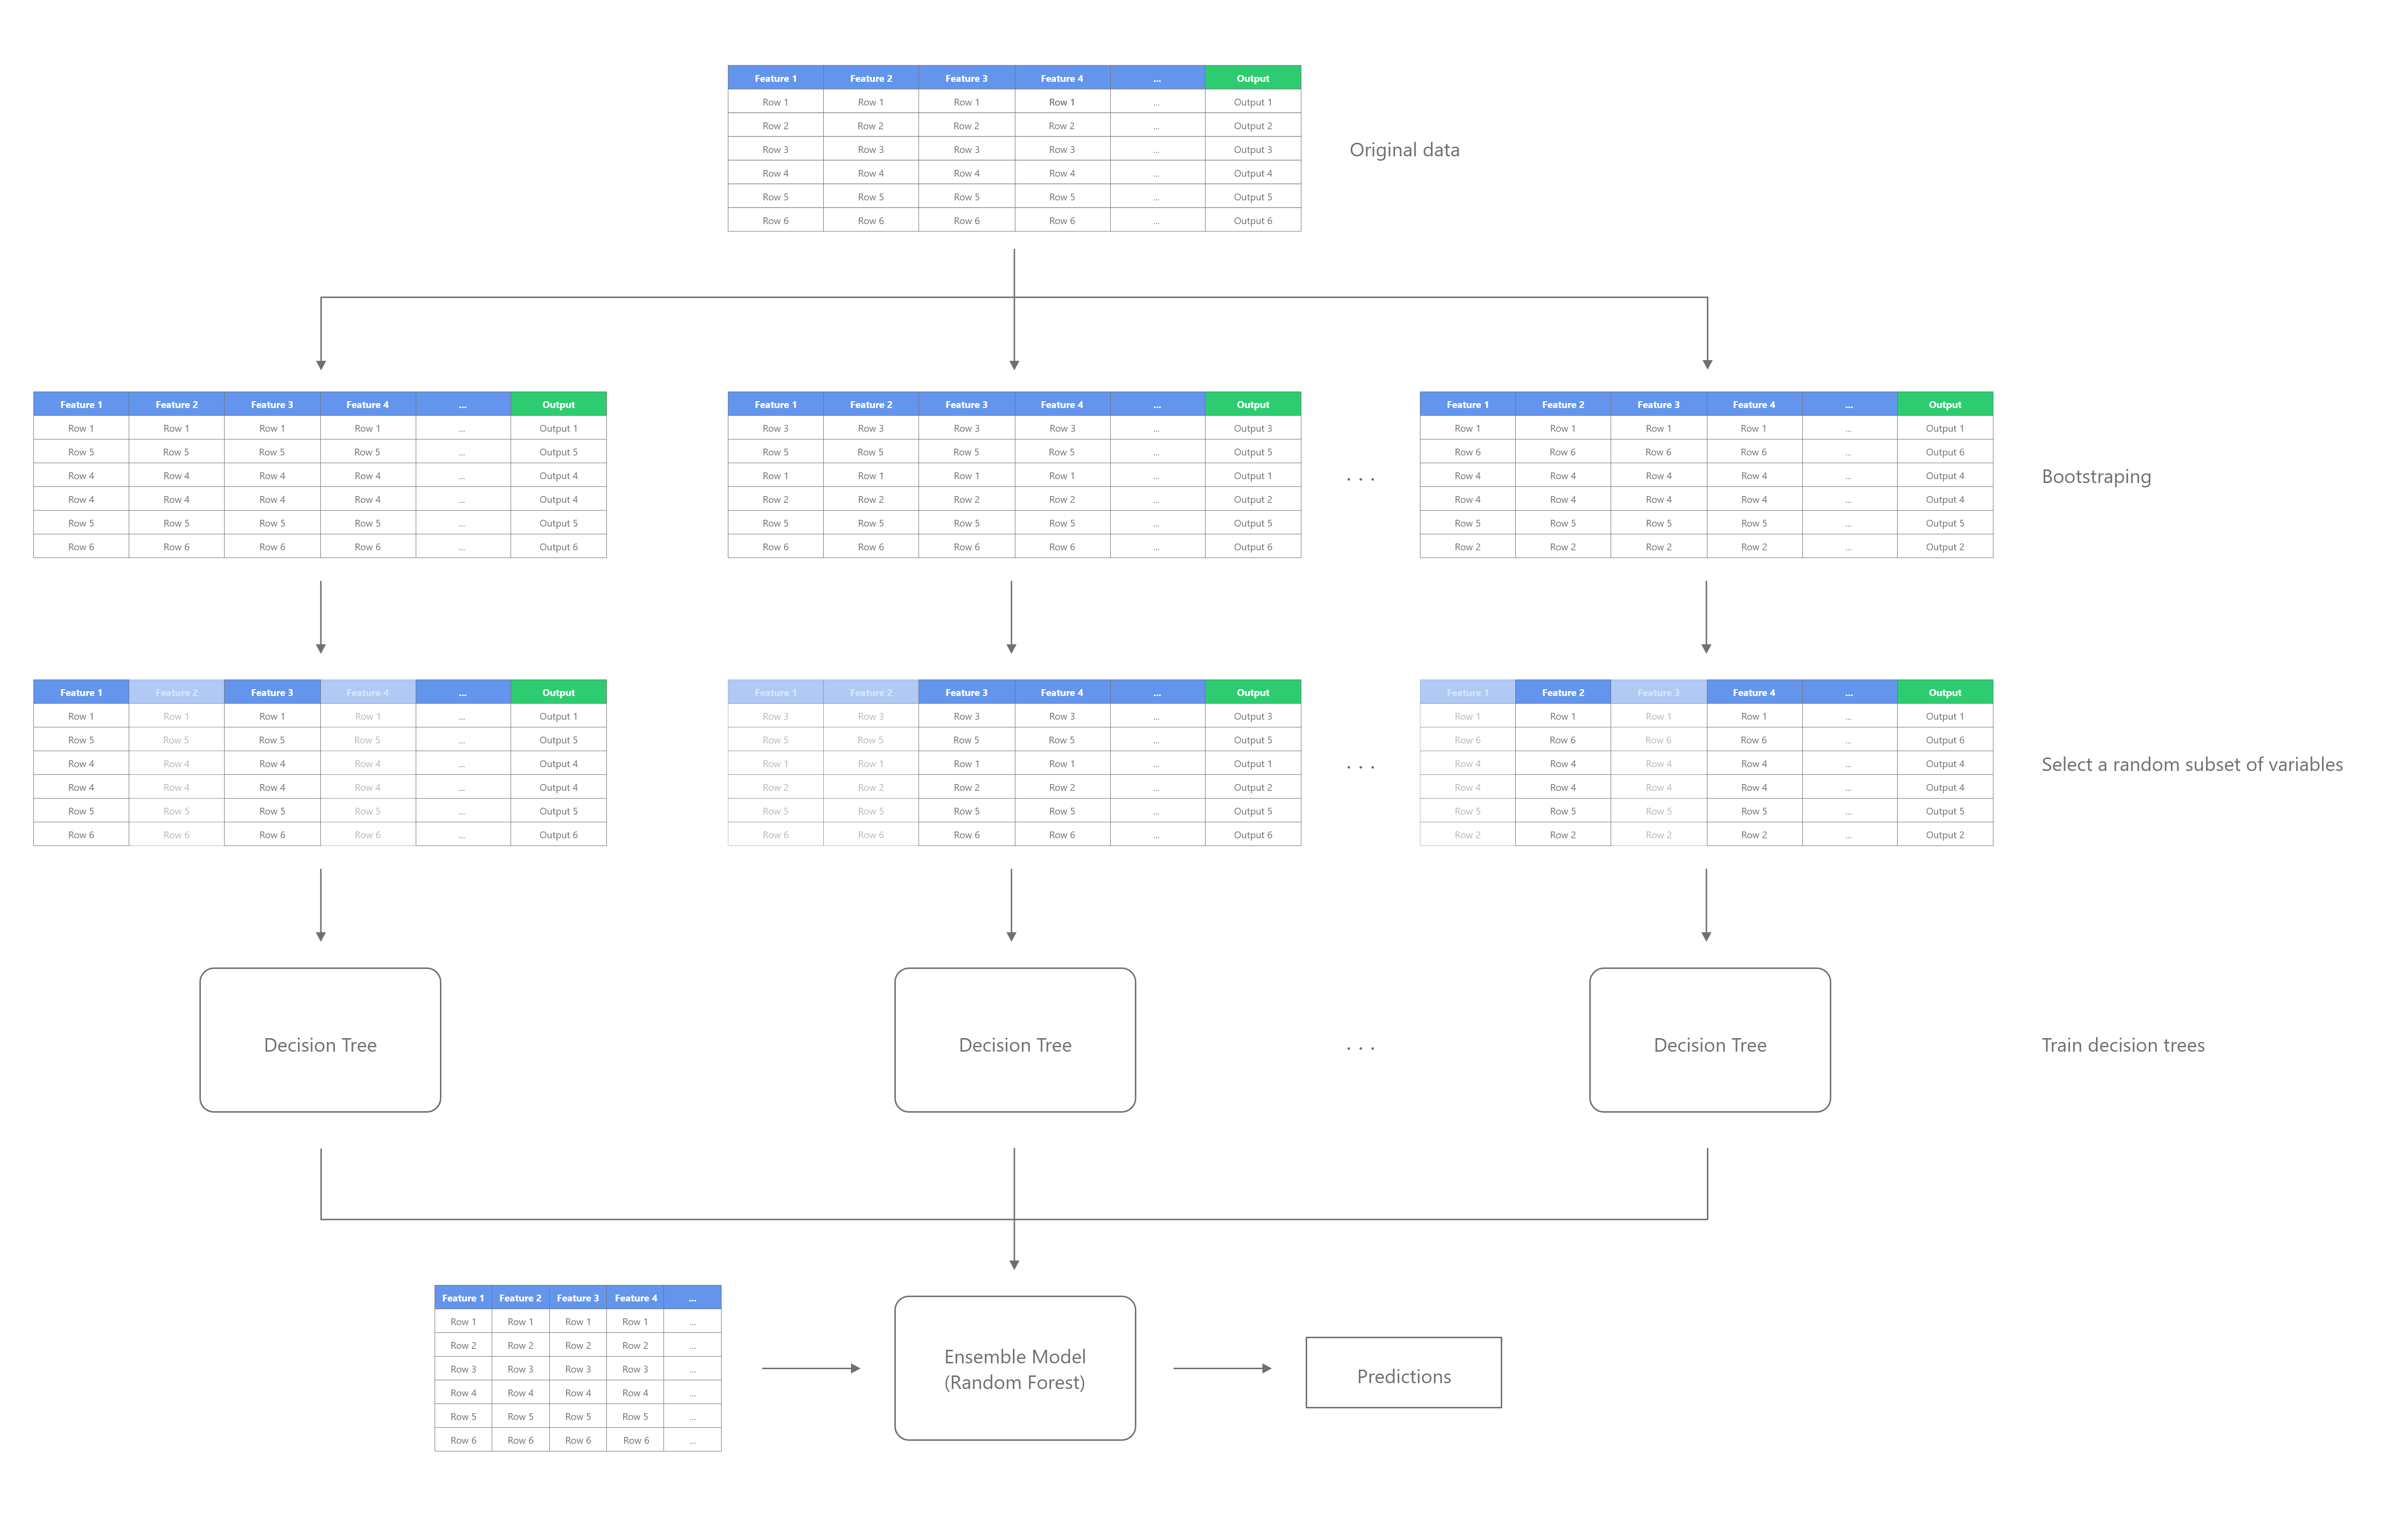 Feature 1 Feature 2 Feature 3 Feature 4 ... Output
Row 1 Row 1 Row 1 Row 1 ... Output 1
Row 2 Row 2 Row 2 Row 2 ... Output 2
Row 3 Row 3 Row 3 Row 3 ... Output 3
Row 4 Row 4 Row 4 Row 4 ... Output 4
Row 5 Row 5 Row 5 Row 5 ... Output 5
Row 6 Row 6 Row 6 Row 6 ... Output 6
Original data
Feature 1 Feature 2 Feature 3 Feature 4 ... Output
Row 1 Row 1 Row 1 Row 1 ... Output 1
Row 5 Row 5 Row 5 Row 5 ... Output 5
Row 4 Row 4 Row 4 Row 4 ... Output 4
Row 4 Row 4 Row 4 Row 4 ... Output 4
Row 5 Row 5 Row 5 Row 5 ... Output 5
Row 6 Row 6 Row 6 Row 6 ... Output 6
Feature 1 Feature 2 Feature 3 Feature 4 ... Output
Row 3 Row 3 Row 3 Row 3 ... Output 3
Row 5 Row 5 Row 5 Row 5 ... Output 5
Row 1 Row 1 Row 1 Row 1 ... Output 1
Row 2 Row 2 Row 2 Row 2 ... Output 2
Row 5 Row 5 Row 5 Row 5 ... Output 5
Row 6 Row 6 Row 6 Row 6 ... Output 6
. . .
Feature 1 Feature 2 Feature 3 Feature 4 ... Output
Row 1 Row 1 Row 1 Row 1 ... Output 1
Row 6 Row 6 Row 6 Row 6 ... Output 6
Row 4 Row 4 Row 4 Row 4 ... Output 4
Row 4 Row 4 Row 4 Row 4 ... Output 4
Row 5 Row 5 Row 5 Row 5 ... Output 5
Row 2 Row 2 Row 2 Row 2 ... Output 2
Bootstraping
Feature 1 Feature 2 Feature 3 Feature 4 ... Output
Row 1 Row 1 Row 1 Row 1 ... Output 1
Row 5 Row 5 Row 5 Row 5 ... Output 5
Row 4 Row 4 Row 4 Row 4 ... Output 4
Row 4 Row 4 Row 4 Row 4 ... Output 4
Row 5 Row 5 Row 5 Row 5 ... Output 5
Row 6 Row 6 Row 6 Row 6 ... Output 6
Feature 1 Feature 2 Feature 3 Feature 4 ... Output
Row 3 Row 3 Row 3 Row 3 ... Output 3
Row 5 Row 5 Row 5 Row 5 ... Output 5
Row 1 Row 1 Row 1 Row 1 ... Output 1
Row 2 Row 2 Row 2 Row 2 ... Output 2
Row 5 Row 5 Row 5 Row 5 ... Output 5
Row 6 Row 6 Row 6 Row 6 ... Output 6
. . .
Feature 1 Feature 2 Feature 3 Feature 4 ... Output
Row 1 Row 1 Row 1 Row 1 ... Output 1
Row 6 Row 6 Row 6 Row 6 ... Output 6
Row 4 Row 4 Row 4 Row 4 ... Output 4
Row 4 Row 4 Row 4 Row 4 ... Output 4
Row 5 Row 5 Row 5 Row 5 ... Output 5
Row 2 Row 2 Row 2 Row 2 ... Output 2
Select a random subset of variables
Decision Tree
Decision Tree
. . .
Decision Tree
Train decision trees
Feature 1 Feature 2 Feature 3 Feature 4 ...
Row 1 Row 1 Row 1 Row 1 ...
Row 2 Row 2 Row 2 Row 2 ...
Row 3 Row 3 Row 3 Row 3 ...
Row 4 Row 4 Row 4 Row 4 ...
Row 5 Row 5 Row 5 Row 5 ...
Row 6 Row 6 Row 6 Row 6 ...
Ensemble Model
(Random Forest)
Predictions